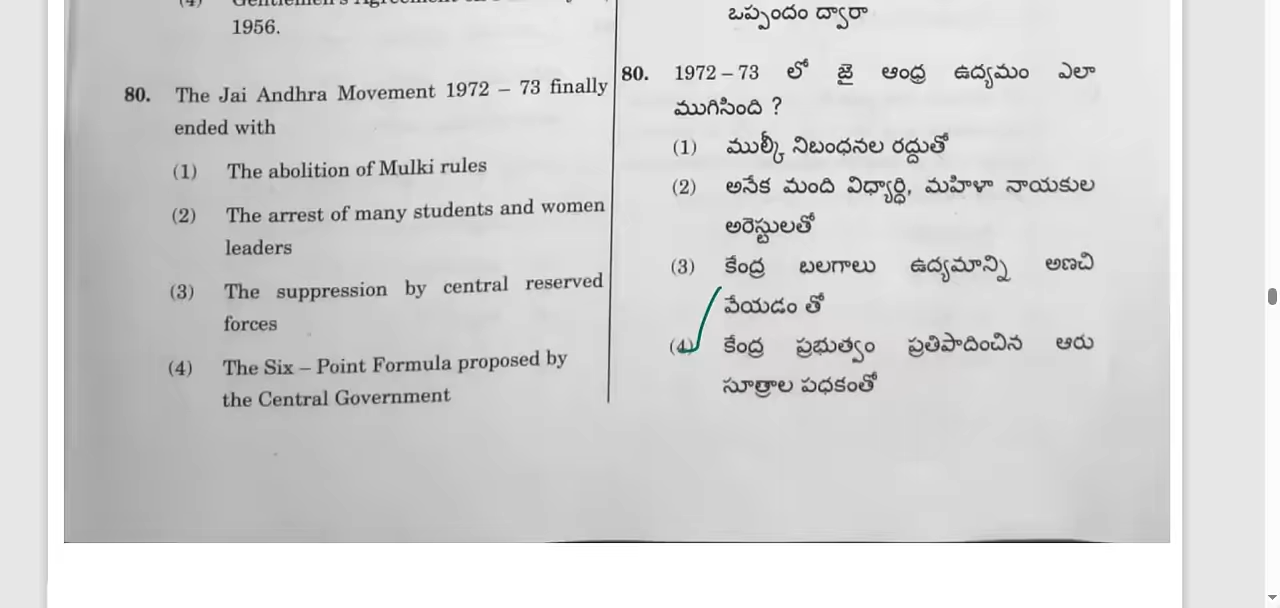 1956.
80. The Jai Andhra Movement 1972 – 73 finally
ended with
(1) The abolition of Mulki rules
(2) The arrest of many students and women
leaders
(3) The suppression by central reserved
forces
(4) The Six – Point Formula proposed by
the Central Government
ఒప్పందం ద్వారా
80. 1972 – 73 లో జై ఆంధ్ర ఉద్యమం ఎలా
ముగిసింది ?
(1) ముల్కీ నిబంధనల రద్దుతో
(2) అనేక మంది విధ్యార్థి, మహిళా నాయకుల
అరెస్టులతో
(3) కేంద్ర బలగాలు ఉద్యమాన్ని అణచి
వేయడం తో
(4) కేంద్ర ప్రభుత్వం ప్రతిపాదించిన ఆరు
సూత్రాల పధకంతో